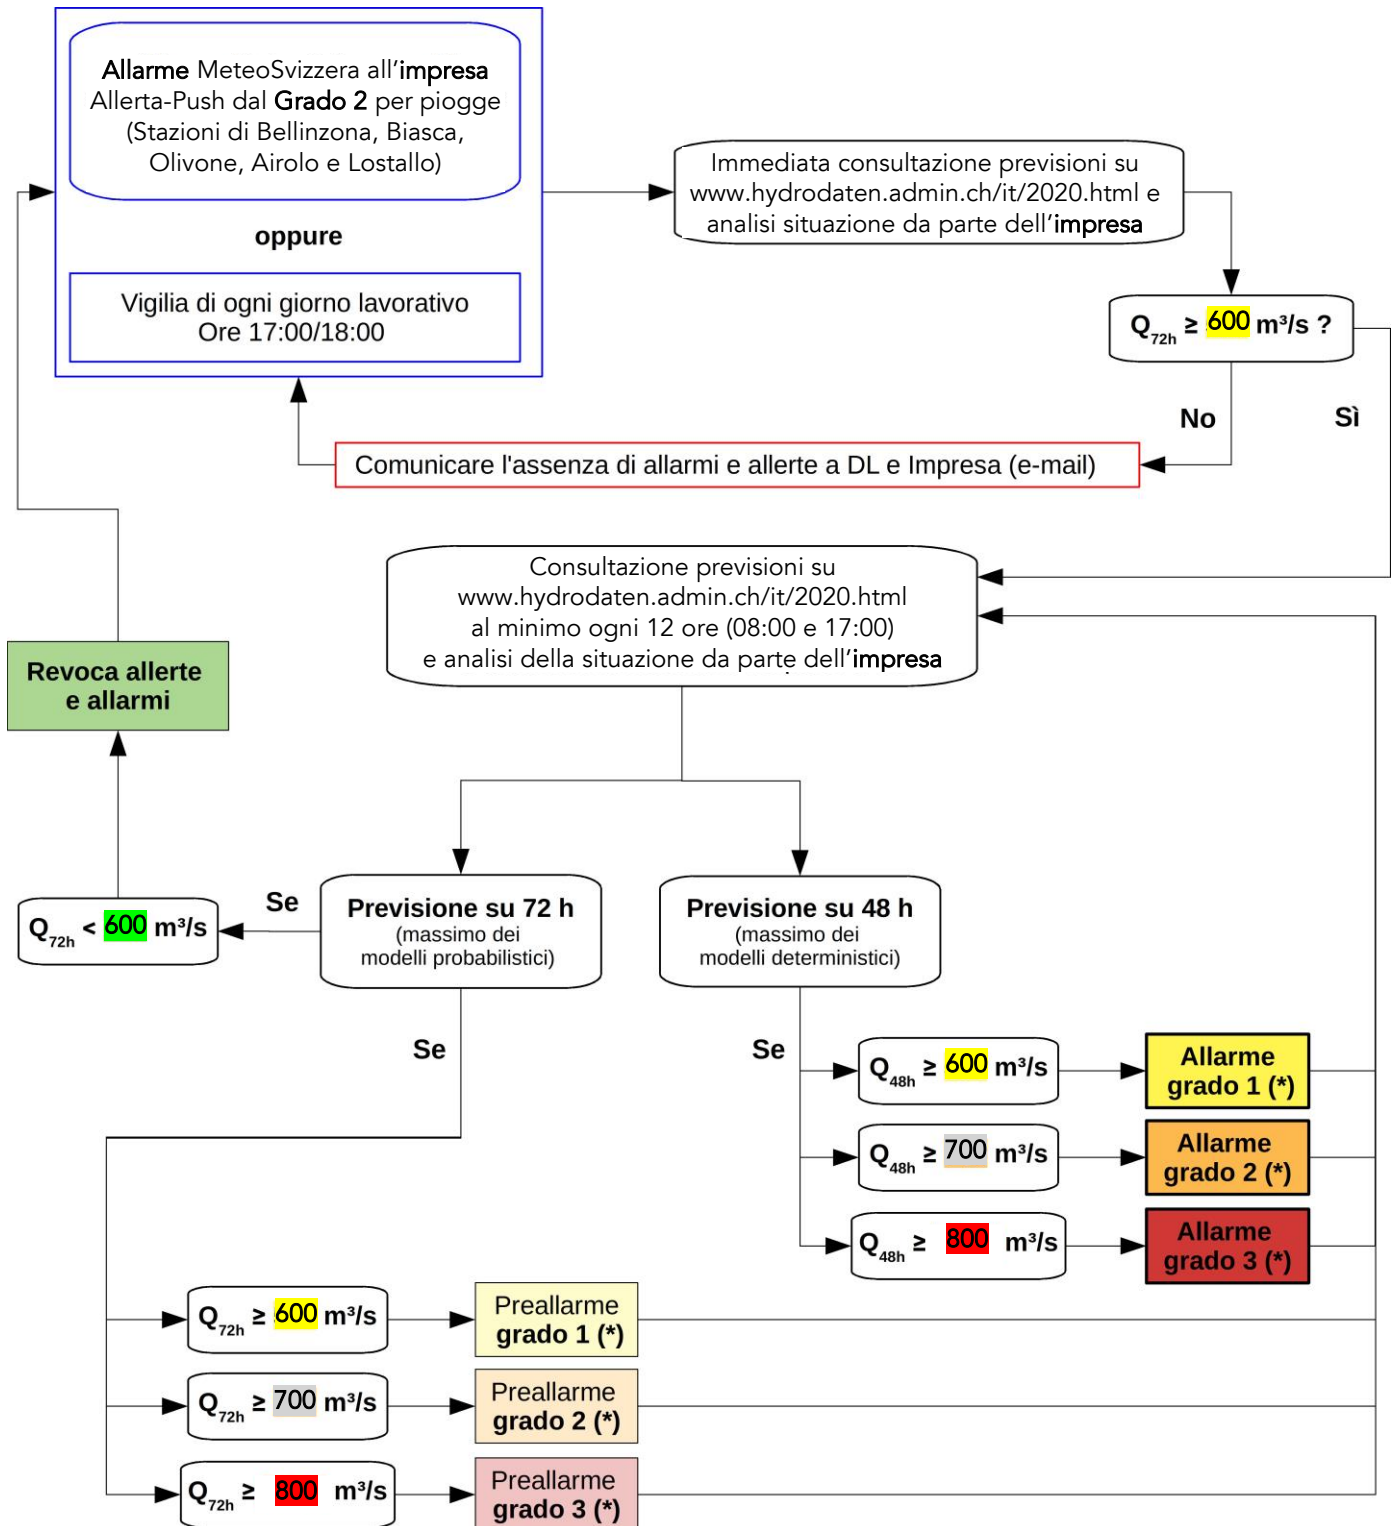 Allarme MeteoSvizzera all'impresa
Allerta-Push dal Grado 2 per piogge
(Stazioni di Bellinzona, Biasca,
Olivone, Airolo e Lostallo)
oppure
Vigilia di ogni giorno lavorativo
Ore 17:00/18:00
Immediata consultazione previsioni su
www.hydrodaten.admin.ch/it/2020.html e
analisi situazione da parte dell'impresa
Q72h ≥ 600 m³/s ?
No
Sì
Comunicare l'assenza di allarmi e allerte a DL e Impresa (e-mail)
Consultazione previsioni su
www.hydrodaten.admin.ch/it/2020.html
al minimo ogni 12 ore (08:00 e 17:00)
e analisi della situazione da parte dell'impresa
Revoca allerte
e allarmi
Q72h < 600 m³/s
Se
Previsione su 72 h
(massimo dei
modelli probabilistici)
Previsione su 48 h
(massimo dei
modelli deterministici)
Se
Se
Q48h ≥ 600 m³/s
Allarme
grado 1 (*)
Q48h ≥ 700 m³/s
Allarme
grado 2 (*)
Q48h ≥ 800 m³/s
Allarme
grado 3 (*)
Q72h ≥ 600 m³/s
Preallarme
grado 1 (*)
Q72h ≥ 700 m³/s
Preallarme
grado 2 (*)
Q72h ≥ 800 m³/s
Preallarme
grado 3 (*)